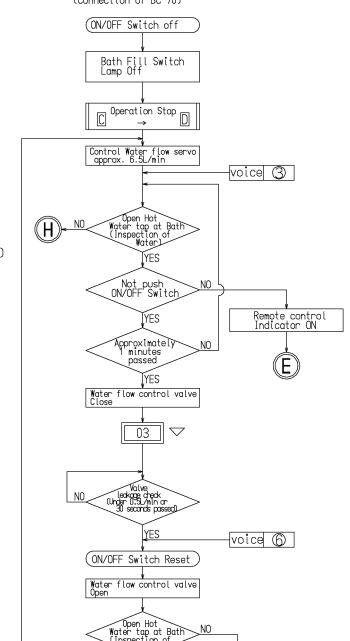 (Connection of BC 70)
ON/OFF Switch off
Bath Fill Switch
Lamp Off
Operation Stop
C → D
Control Water flow servo
approx. 6.5L/min
voice 3
Open Hot
Water tap at Bath
(Inspection of
Water)
H
NO
YES
Not push
ON/OFF Switch
NO
YES
Remote control
Indicator ON
E
Approximately
1 minutes
passed
NO
YES
Water flow control valve
Close
03
Valve
leakage check
(Under 0.5L/min or
30 seconds passed)
NO
YES
voice 6
ON/OFF Switch Reset
Water flow control valve
Open
Open Hot
Water tap at Bath
(Inspection of
NO